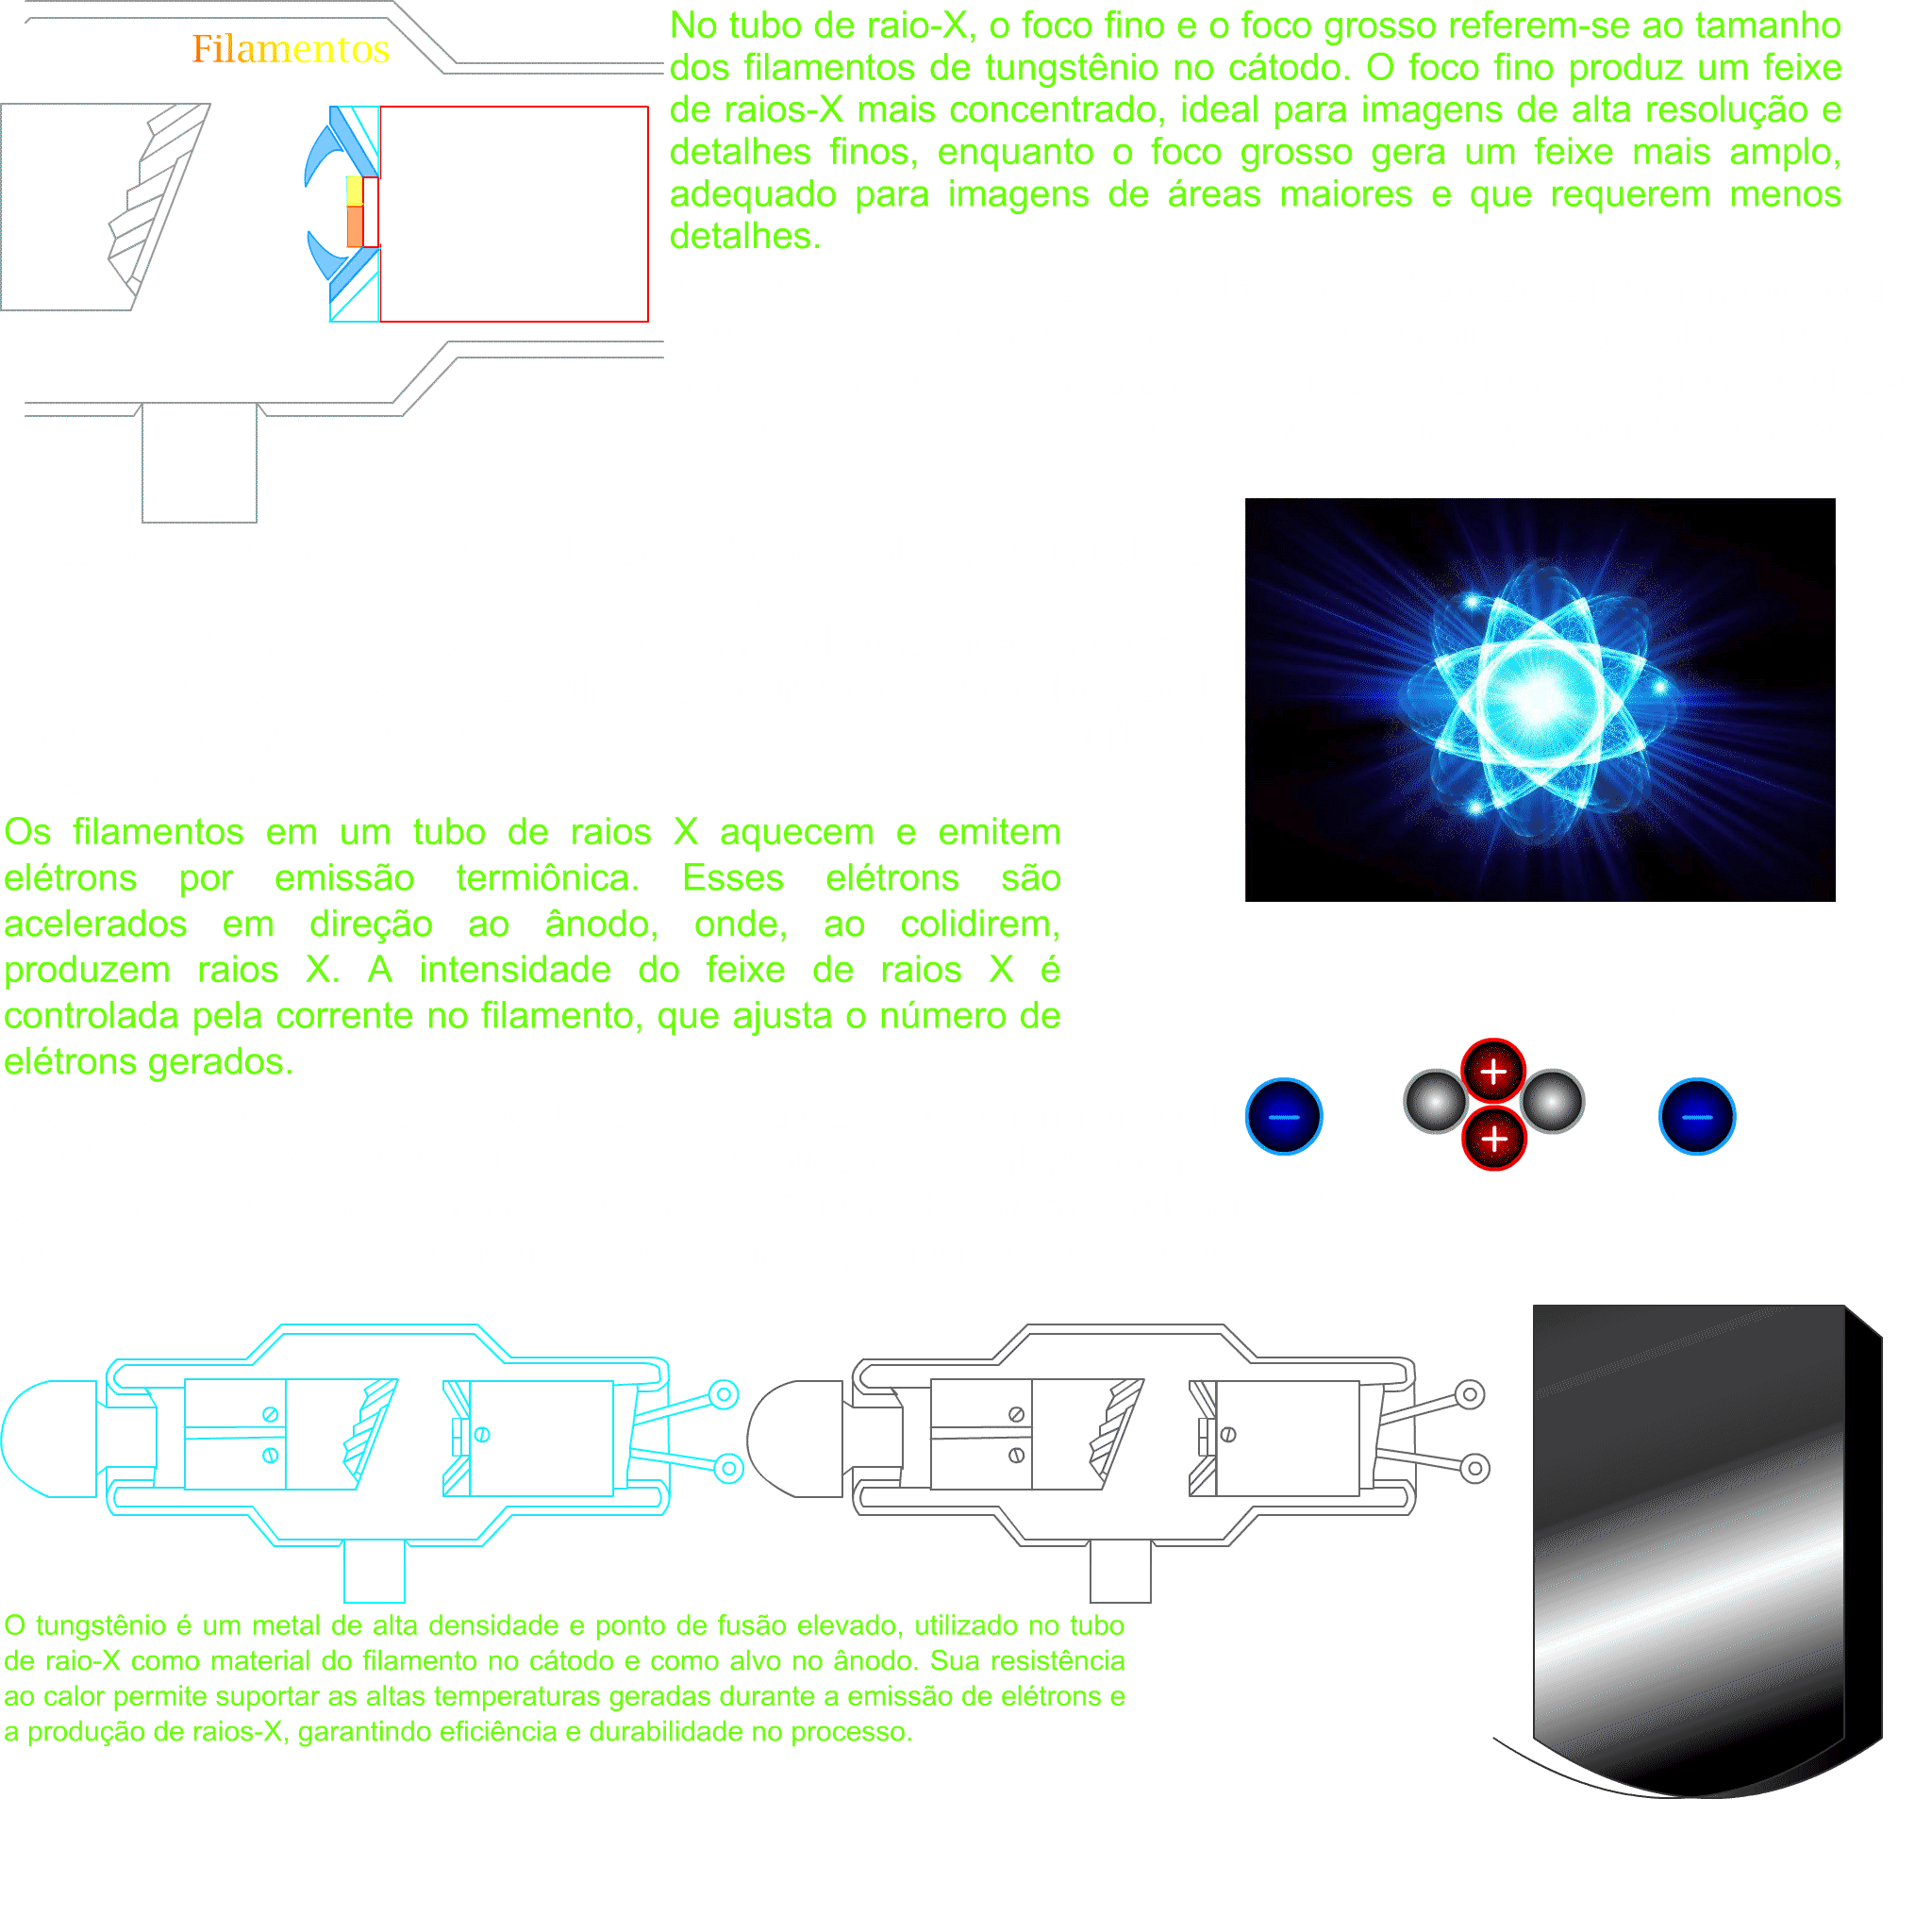 Filamentos
No tubo de raio-X, o foco fino e o foco grosso referem-se ao tamanho
dos filamentos de tungstênio no cátodo. O foco fino produz um feixe
de raios-X mais concentrado, ideal para imagens de alta resolução e
detalhes finos, enquanto o foco grosso gera um feixe mais amplo,
adequado para imagens de áreas maiores e que requerem menos
detalhes.
Os filamentos em um tubo de raios X aquecem e emitem
elétrons por emissão termiônica. Esses elétrons são
acelerados em direção ao ânodo, onde, ao colidirem,
produzem raios X. A intensidade do feixe de raios X é
controlada pela corrente no filamento, que ajusta o número de
elétrons gerados.
O tungstênio é um metal de alta densidade e ponto de fusão elevado, utilizado no tubo
de raio-X como material do filamento no cátodo e como alvo no ânodo. Sua resistência
ao calor permite suportar as altas temperaturas geradas durante a emissão de elétrons e
a produção de raios-X, garantindo eficiência e durabilidade no processo.